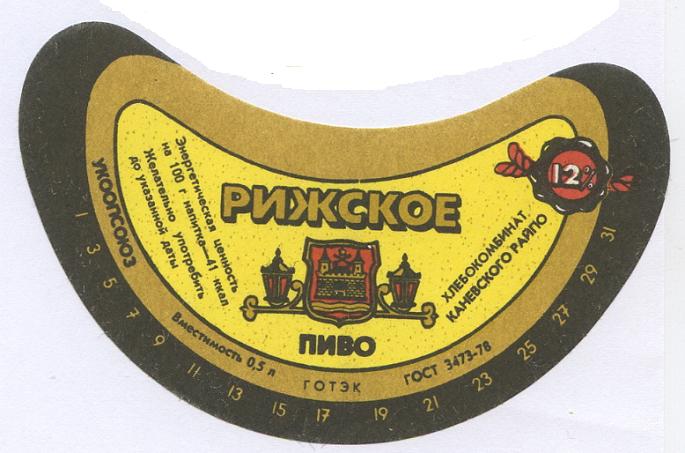 УКООПСОЮЗ
Энергетическая ценность
на 100 г напитка—41 ккал
Желательно употребить
до указанной даты
РИЖСКОЕ
ПИВО
12%
ХЛЕБОКОМБИНАТ
КАНЕВСКОГО РАЙПО
Вместимость 0,5 л
ГОТЭК
ГОСТ 3473-78
1 3 5 7 9 11 13 15 17 19 21 23 25 27 29 31